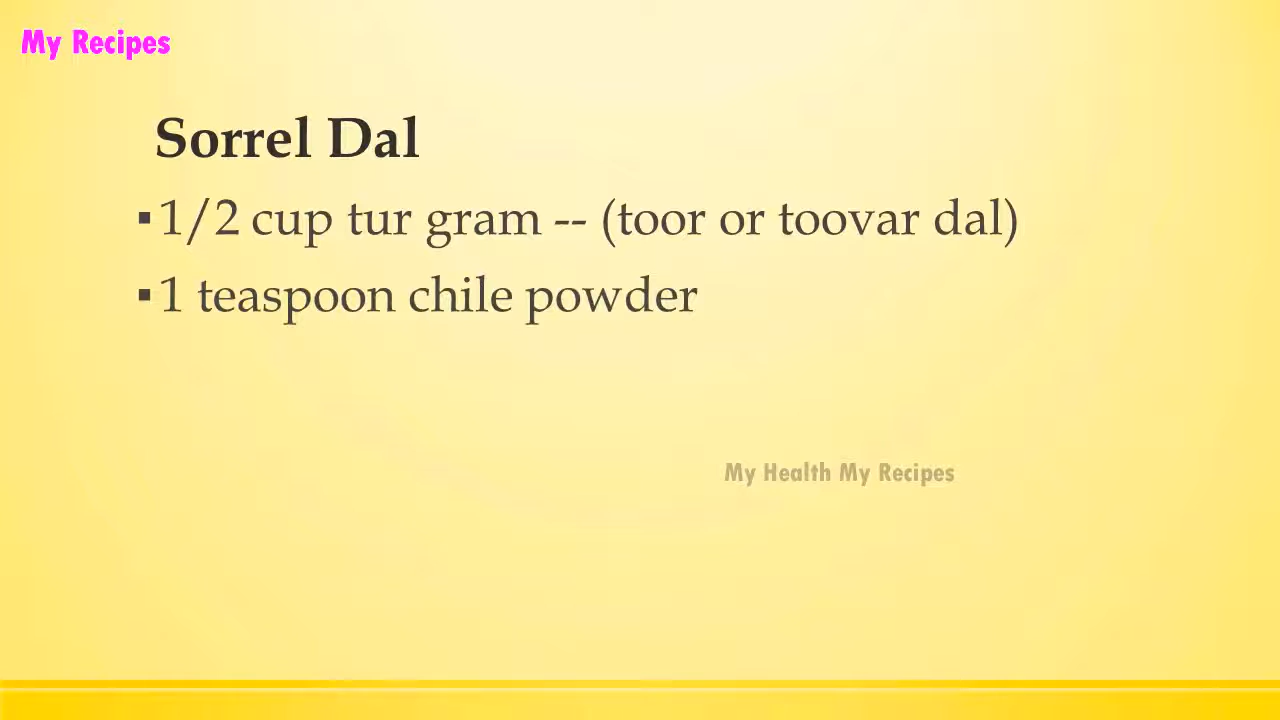 My Recipes
Sorrel Dal
▪1/2 cup tur gram -- (toor or toovar dal)
▪1 teaspoon chile powder
My Health My Recipes